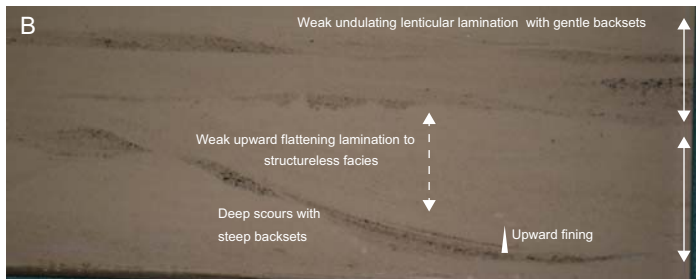 B
Weak undulating lenticular lamination with gentle backsets
Weak upward flattening lamination to
structureless facies
Deep scours with
steep backsets
Upward fining